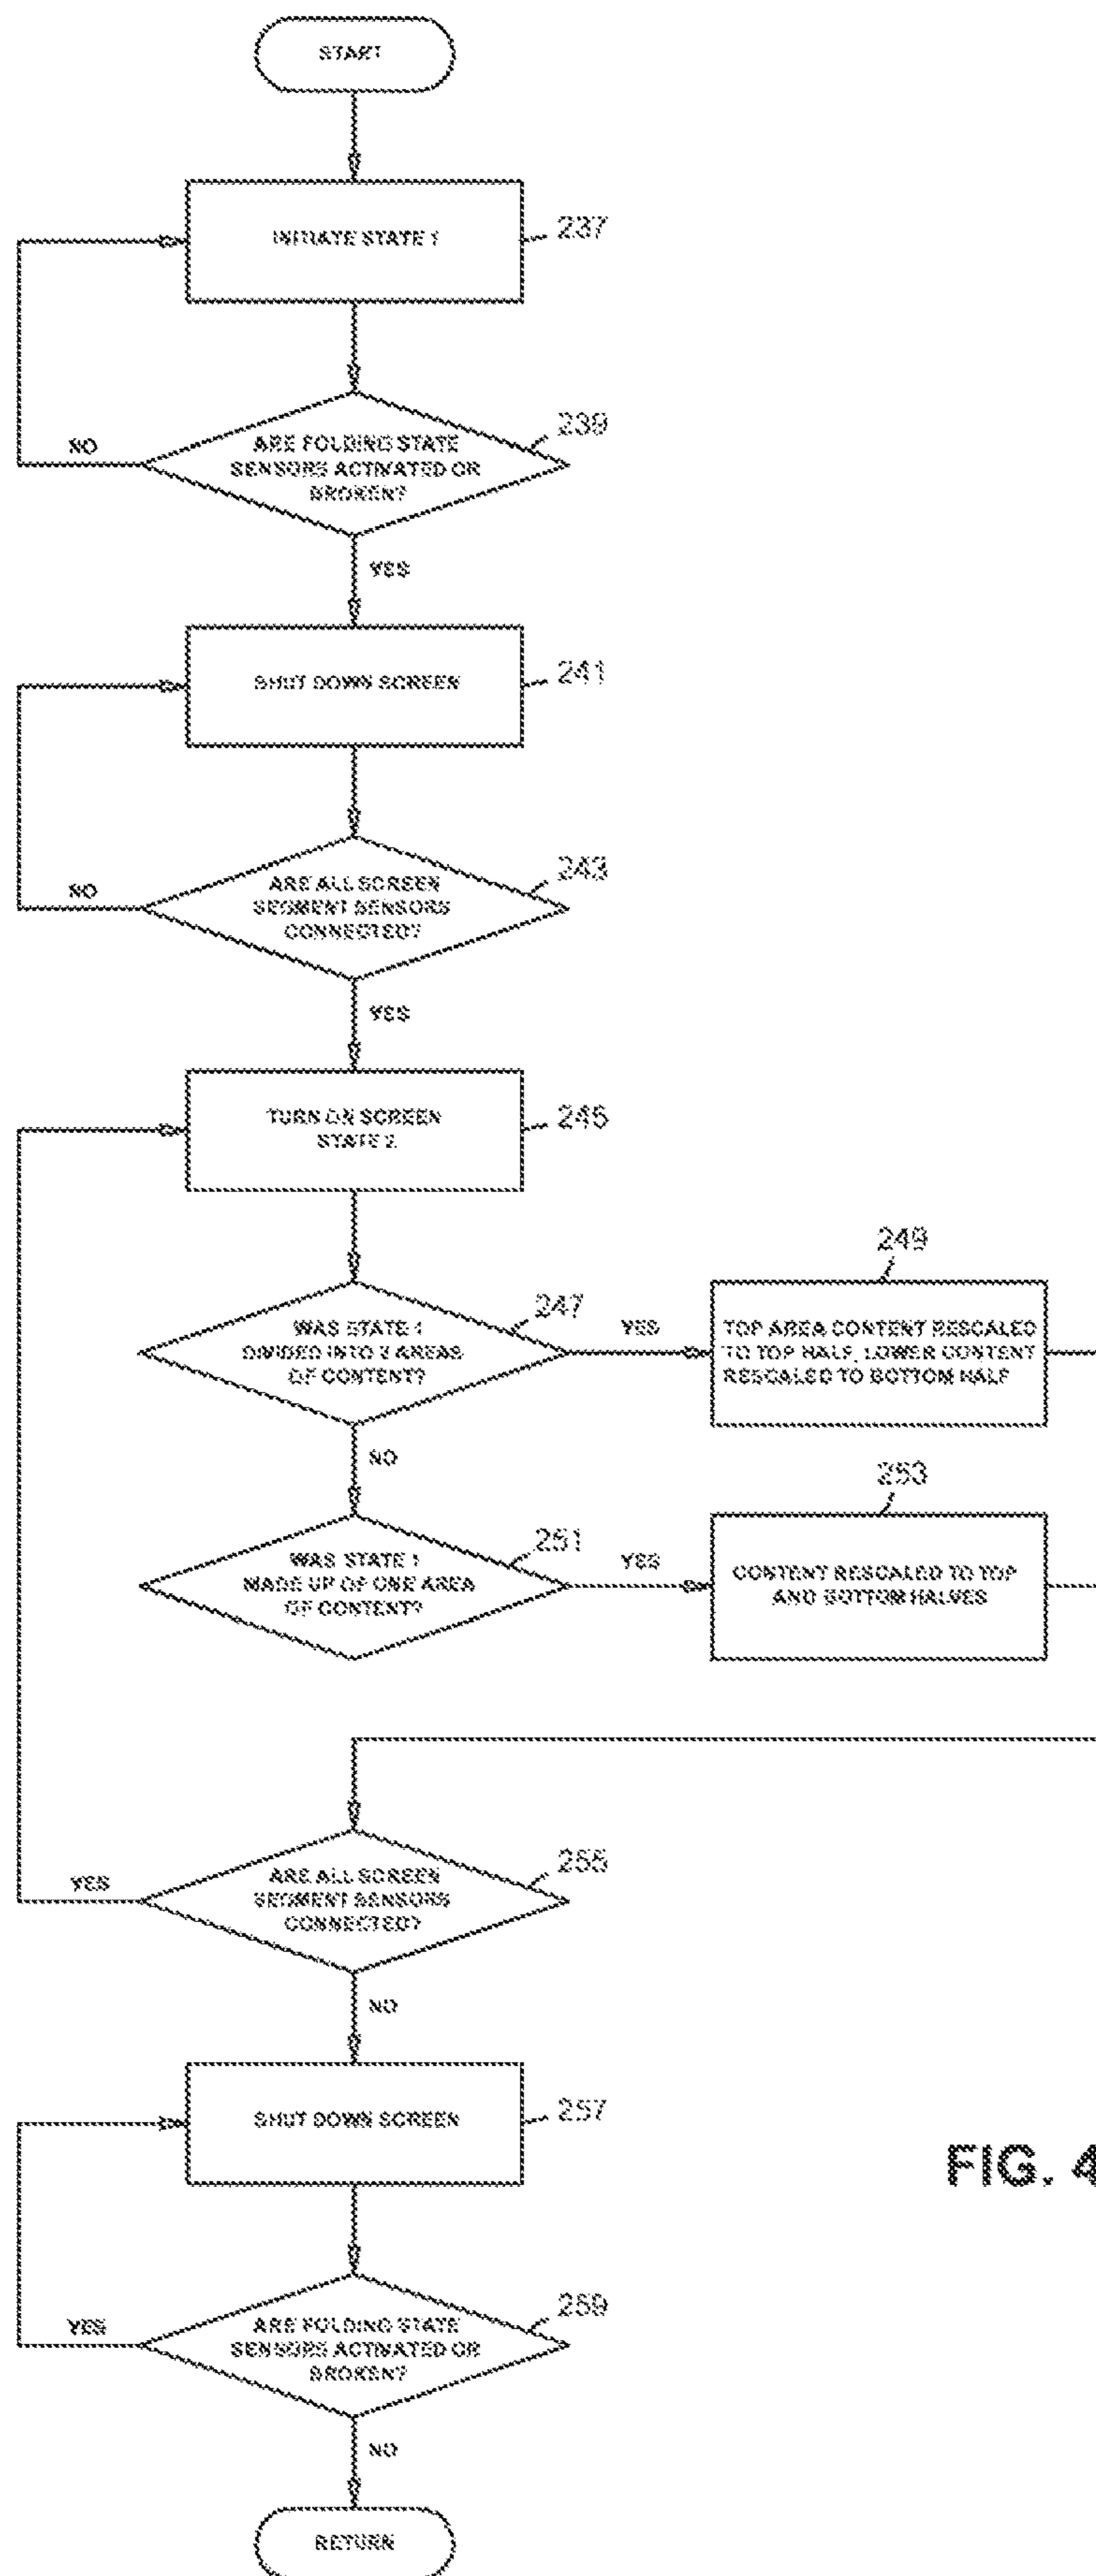 START
INITIATE STATE 1
237
ARE FOLDING STATE
SENSORS ACTIVATED OR
BROKEN?
239
NO
YES
SHUT DOWN SCREEN
241
ARE ALL SCREEN
SEGMENT SENSORS
CONNECTED?
243
NO
YES
TURN ON SCREEN
STATE 2
245
WAS STATE 1
DIVIDED INTO 2 AREAS
OF CONTENT?
247
YES
249
TOP AREA CONTENT RESCALED
TO TOP HALF, LOWER CONTENT
RESCALED TO BOTTOM HALF
NO
WAS STATE 1
MADE UP OF ONE AREA
OF CONTENT?
251
YES
253
CONTENT RESCALED TO TOP
AND BOTTOM HALVES
ARE ALL SCREEN
SEGMENT SENSORS
CONNECTED?
255
YES
NO
SHUT DOWN SCREEN
257
FIG. 4
ARE FOLDING STATE
SENSORS ACTIVATED OR
BROKEN?
259
YES
NO
RETURN